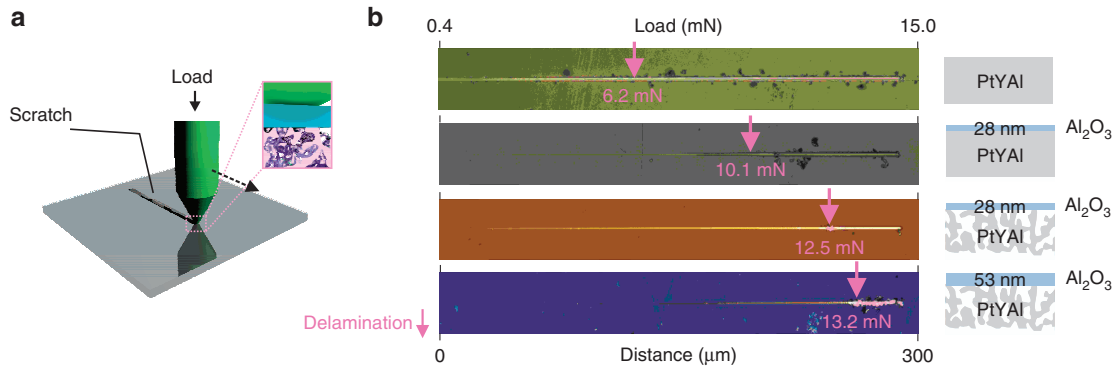 a
Load
Scratch
b
0.4
Load (mN)
15.0
6.2 mN
PtYAl
10.1 mN
28 nm
Al₂O₃
PtYAl
12.5 mN
28 nm
Al₂O₃
PtYAl
13.2 mN
53 nm
Al₂O₃
PtYAl
Delamination
0
Distance (μm)
300